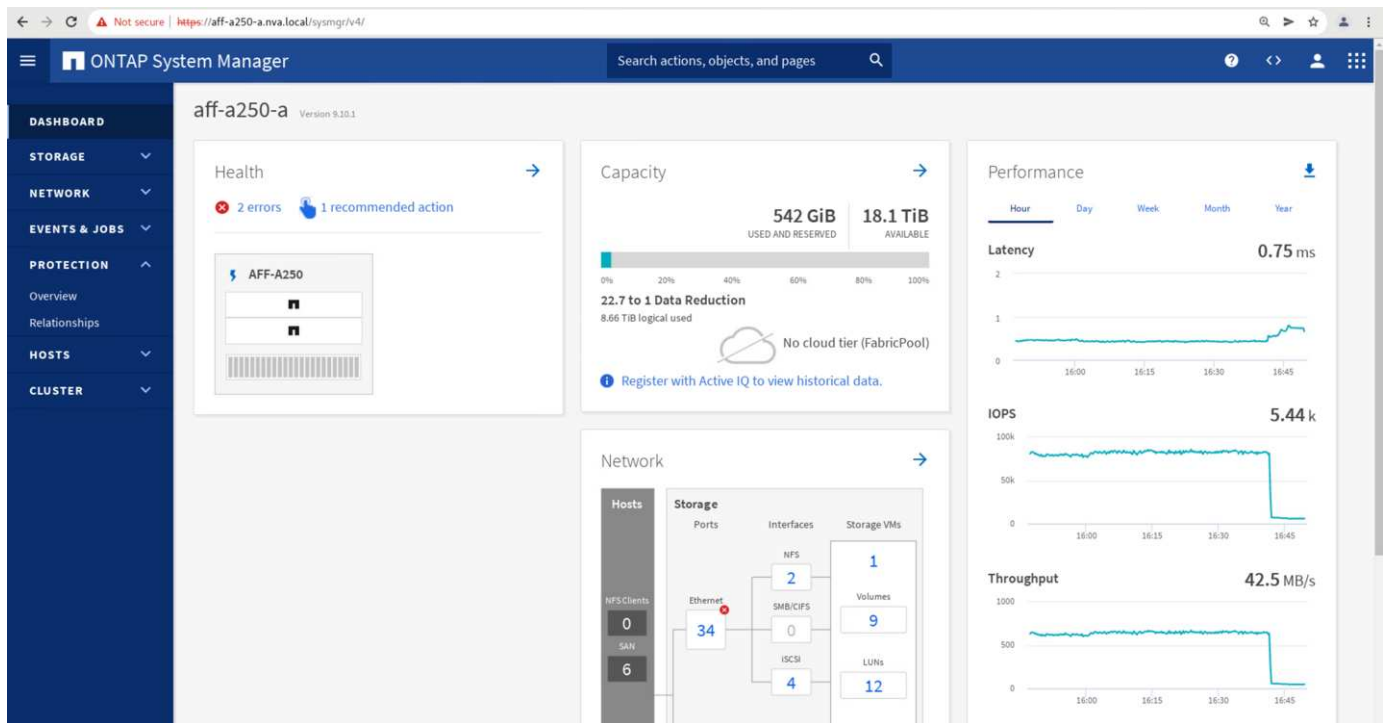 Not secure | https://aff-a250-a.nva.local/sysmgr/v4/
ONTAP System Manager
Search actions, objects, and pages
DASHBOARD
STORAGE
NETWORK
EVENTS & JOBS
PROTECTION
Overview
Relationships
HOSTS
CLUSTER
aff-a250-a Version 9.10.1
Health
2 errors 1 recommended action
AFF-A250
Capacity
542 GiB 18.1 TiB
USED AND RESERVED AVAILABLE
0% 20% 40% 60% 80% 100%
22.7 to 1 Data Reduction
8.66 TiB logical used
No cloud tier (FabricPool)
Register with Active IQ to view historical data.
Network
Hosts Storage
Ports Interfaces Storage VMs
NFS
2
1
NFS Clients
0
SAN
6
Ethernet
34
SMB/CIFS
0
iSCSI
4
Volumes
9
LUNs
12
Performance
Hour Day Week Month Year
Latency 0.75 ms
2
1
0
16:00 16:15 16:30 16:45
IOPS 5.44 k
100k
50k
0
16:00 16:15 16:30 16:45
Throughput 42.5 MB/s
1000
500
0
16:00 16:15 16:30 16:45